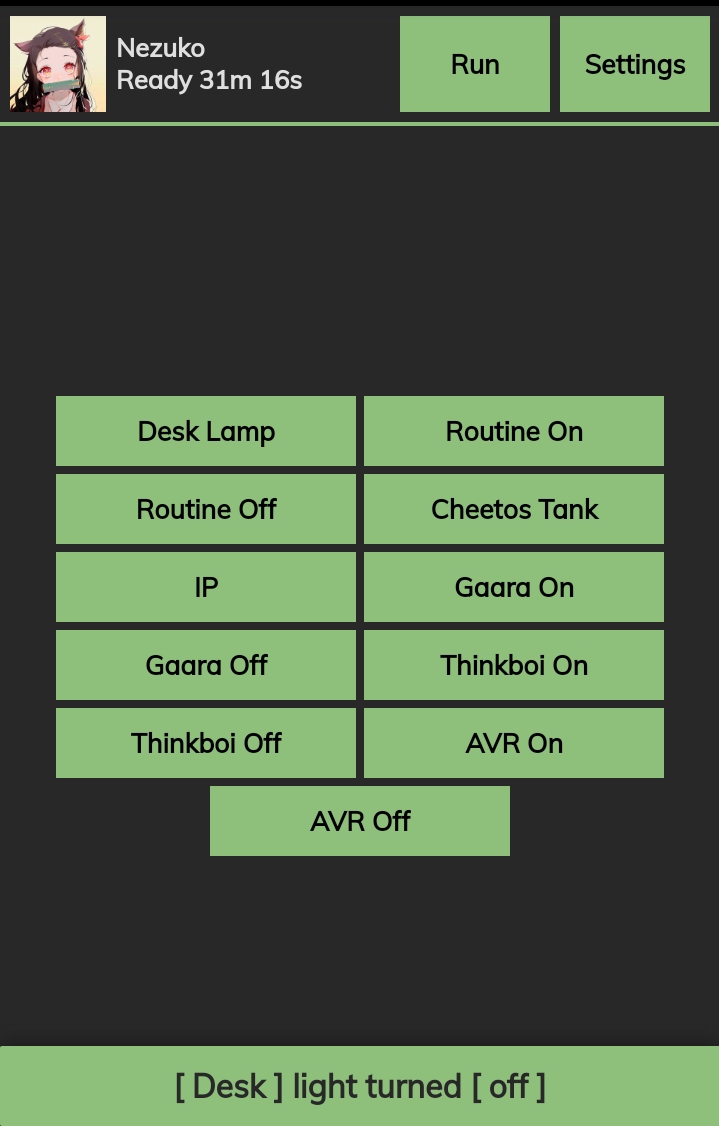 Nezuko
Ready 31m 16s
Run
Settings
Desk Lamp
Routine On
Routine Off
Cheetos Tank
IP
Gaara On
Gaara Off
Thinkboi On
Thinkboi Off
AVR On
AVR Off
[ Desk ] light turned [ off ]